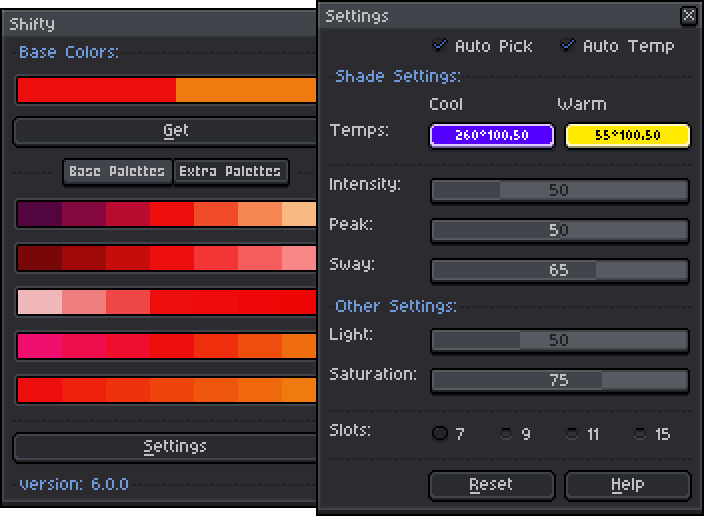 Shifty
Base Colors:
Get
Base Palettes
Extra Palettes
Settings
version: 6.0.0
Settings
Auto Pick
Auto Temp
Shade Settings:
Cool
Warm
Temps:
260°100.50
55°100.50
Intensity:
50
Peak:
50
Sway:
65
Other Settings:
Light:
50
Saturation:
75
Slots:
7
9
11
15
Reset
Help